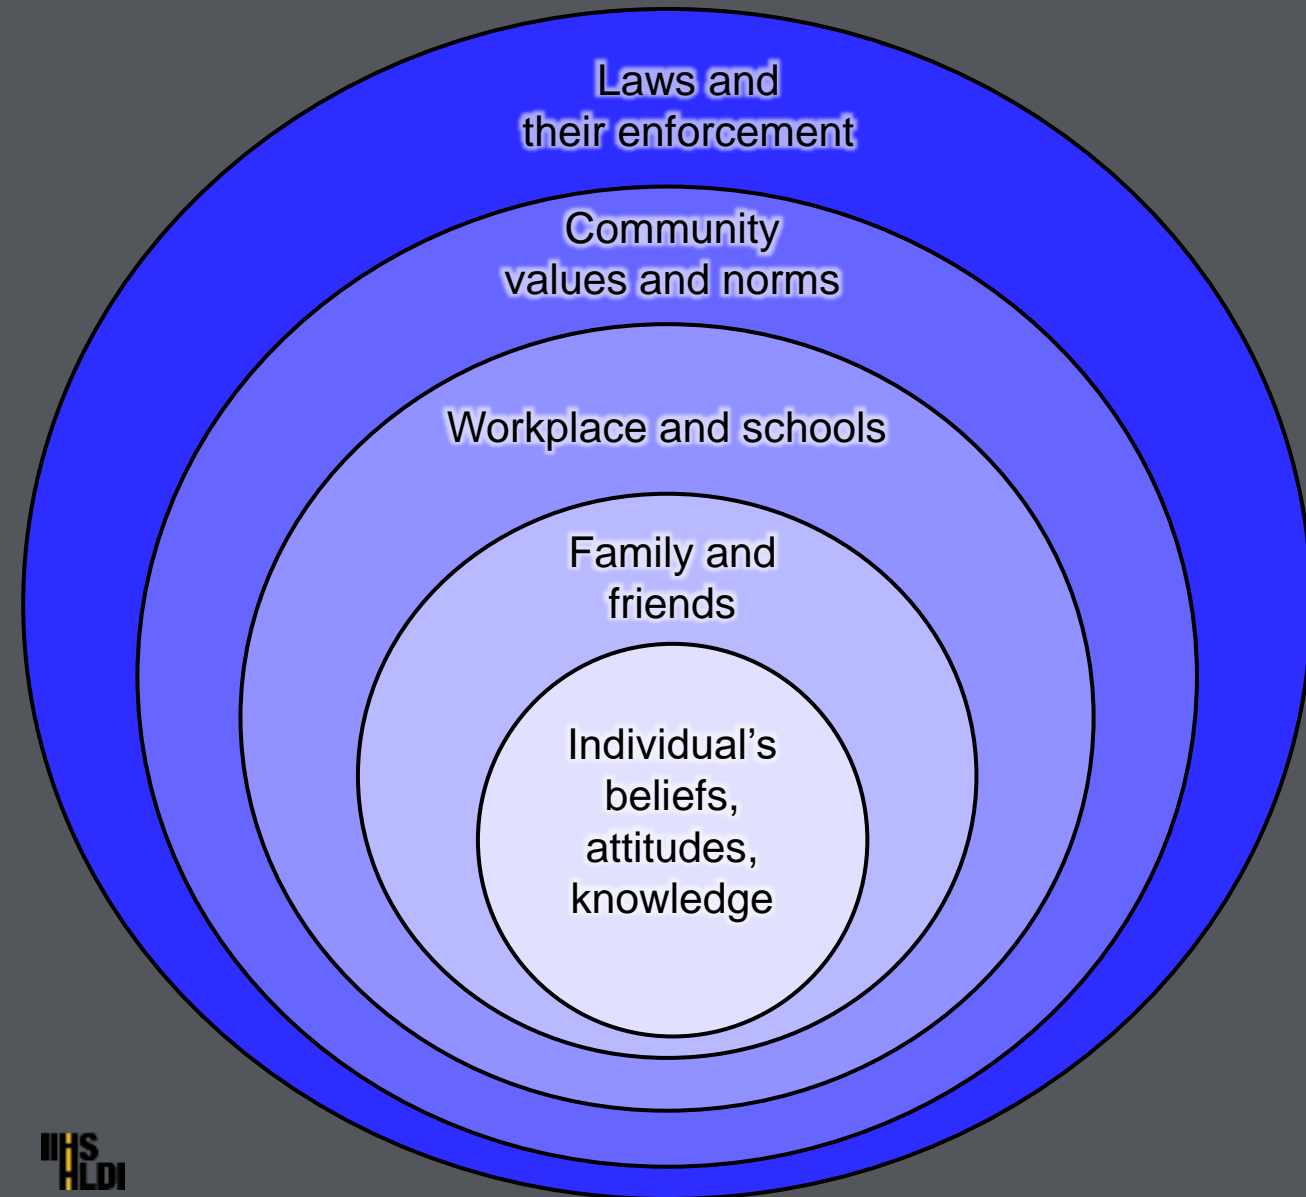 Laws and
their enforcement
Community
values and norms
Workplace and schools
Family and
friends
Individual’s
beliefs,
attitudes,
knowledge
IIHS
HLDI